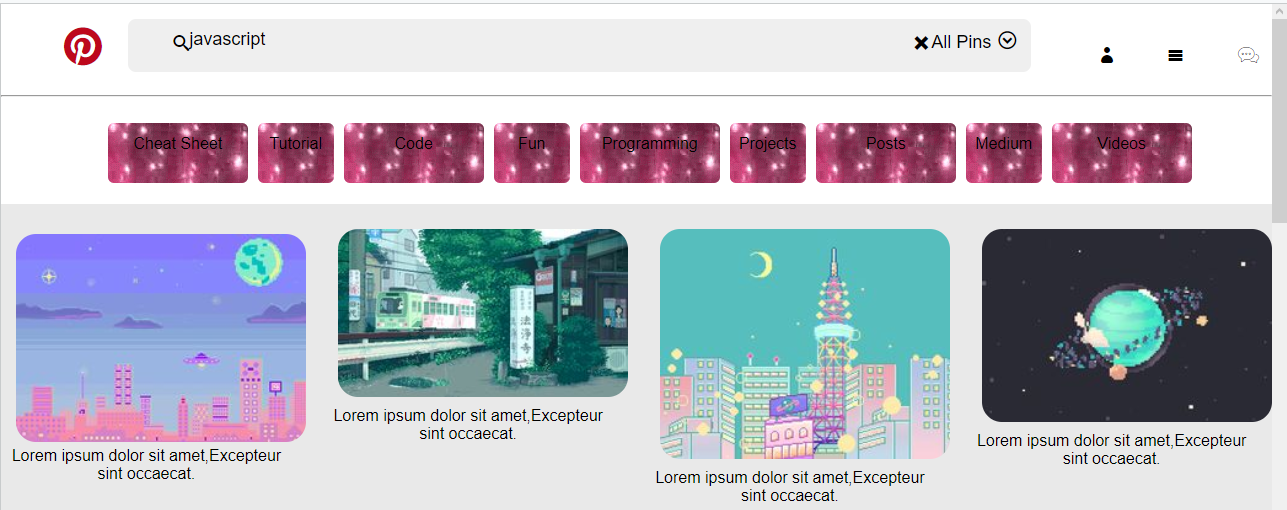 javascript
All Pins
Cheat Sheet
Tutorial
Code
Fun
Programming
Projects
Posts
Medium
Videos
Lorem ipsum dolor sit amet,Excepteur
sint occaecat.
Lorem ipsum dolor sit amet,Excepteur
sint occaecat.
Lorem ipsum dolor sit amet,Excepteur
sint occaecat.
Lorem ipsum dolor sit amet,Excepteur
sint occaecat.